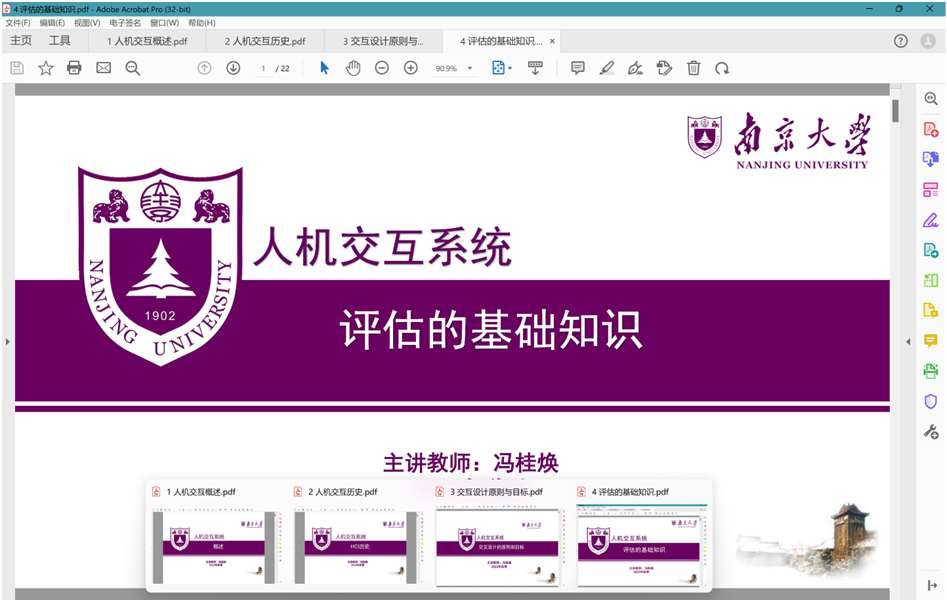 4 评估的基础知识.pdf - Adobe Acrobat Pro (32-bit)
文件(F) 编辑(E) 视图(V) 电子签名 窗口(W) 帮助(H)
主页 工具 1 人机交互概述.pdf 2 人机交互历史.pdf 3 交互设计原则与... 4 评估的基础知识... ×
1 / 22 90.9%
南京大学
NANJING UNIVERSITY
人机交互系统
1902
NANJING UNIVERSITY
评估的基础知识
主讲教师：冯桂焕
1 人机交互概述.pdf 2 人机交互历史.pdf 3 交互设计原则与目标.pdf 4 评估的基础知识.pdf
人机交互系统 人机交互系统 人机交互系统 人机交互系统
概述 HCI历史 交互设计的原则和目标 评估的基础知识